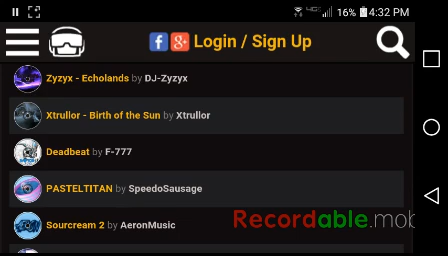 16% 4:32 PM
Login / Sign Up
Zyzyx - Echolands by DJ-Zyzyx
Xtrullor - Birth of the Sun by Xtrullor
Deadbeat by F-777
PASTELTITAN by SpeedoSausage
Sourcream 2 by AeronMusic
Recordable.mob